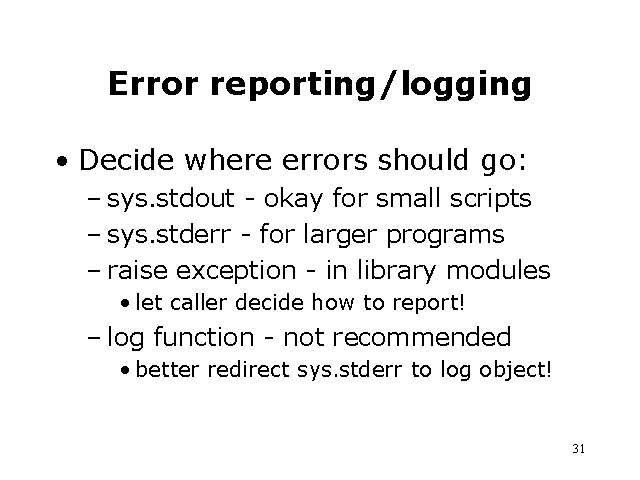 Error reporting/logging
• Decide where errors should go:
– sys.stdout - okay for small scripts
– sys.stderr - for larger programs
– raise exception - in library modules
• let caller decide how to report!
– log function - not recommended
• better redirect sys.stderr to log object!
31